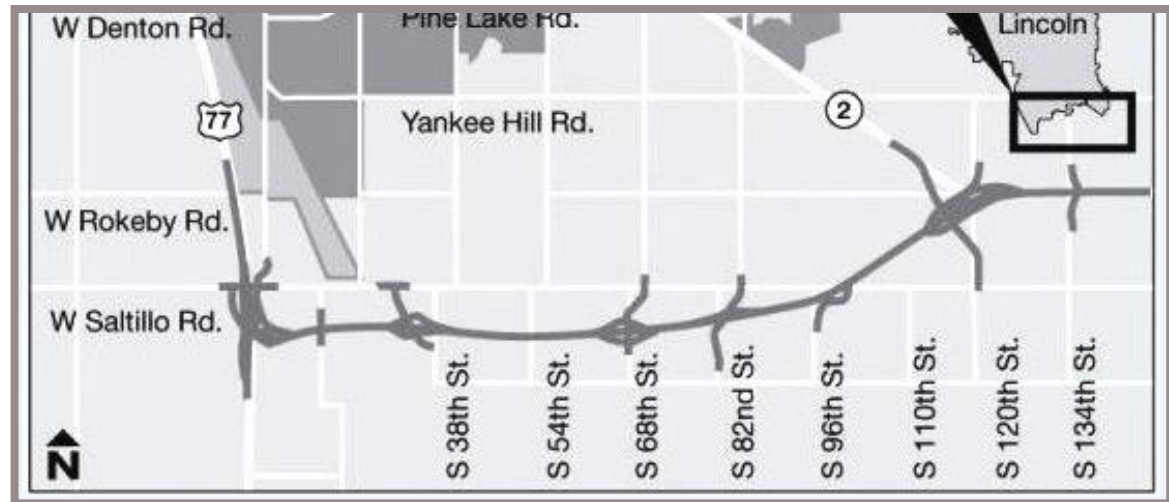 W Denton Rd.
Pine Lake Rd.
Lincoln
77
2
Yankee Hill Rd.
W Rokeby Rd.
W Saltillo Rd.
S 38th St.
S 54th St.
S 68th St.
S 82nd St.
S 96th St.
S 110th St.
S 120th St.
S 134th St.
N